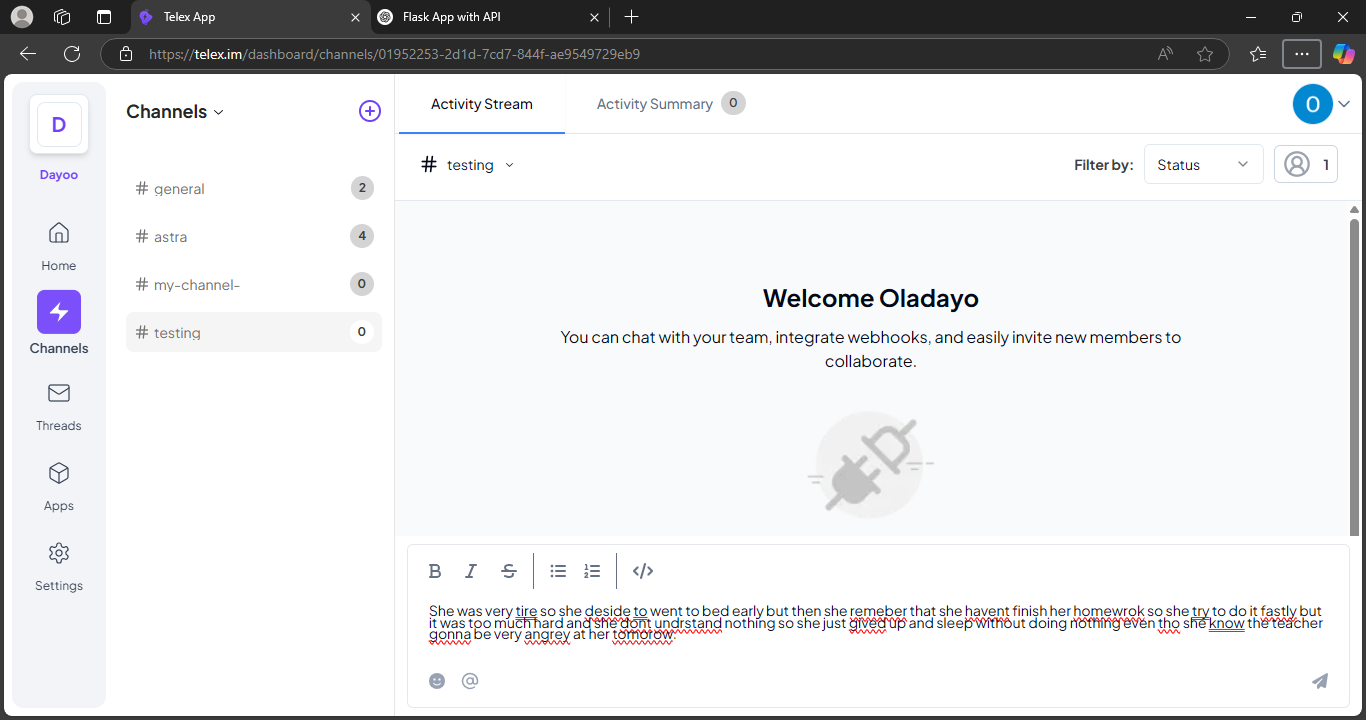 Telex App
Flask App with API
https://telex.im/dashboard/channels/01952253-2d1d-7cd7-844f-ae9549729eb9
D
Dayoo
Home
Channels
Threads
Apps
Settings
Channels
# general 2
# astra 4
# my-channel- 0
# testing 0
Activity Stream
Activity Summary 0
O
# testing
Filter by: Status 1
Welcome Oladayo
You can chat with your team, integrate webhooks, and easily invite new members to
collaborate.
B I S </>
She was very tire so she deside to went to bed early but then she remeber that she havent finish her homewrok so she try to do it fastly but
it was too much hard and she dont undrstand nothing so she just gived up and sleep without doing nothing even tho she know the teacher
gonna be very angrey at her tomorow.
@